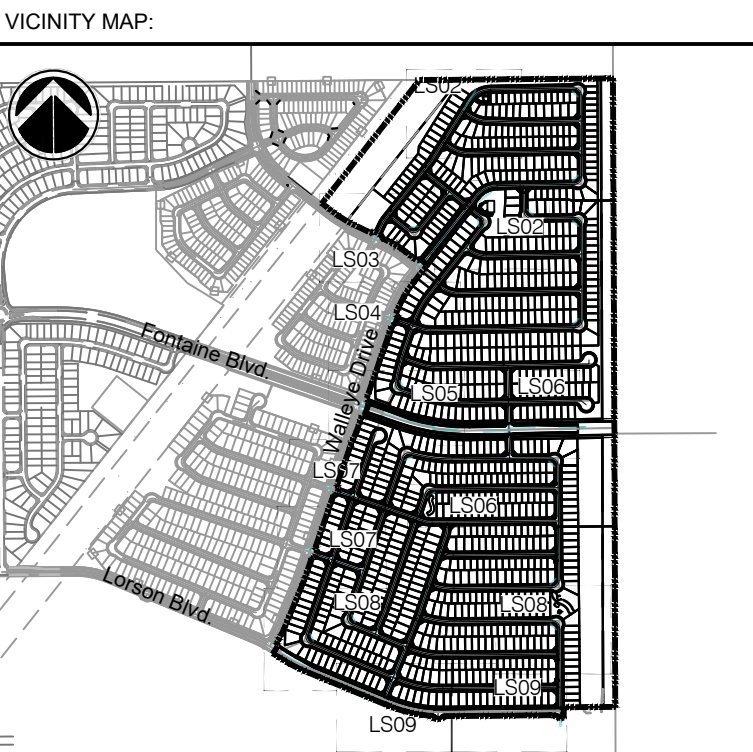 VICINITY MAP:
LS02
LS02
LS03
LS04
Fontaine Blvd.
Walleye Drive
LS05
LS06
LS07
LS06
LS07
Lorson Blvd.
LS08
LS08
LS09
LS09